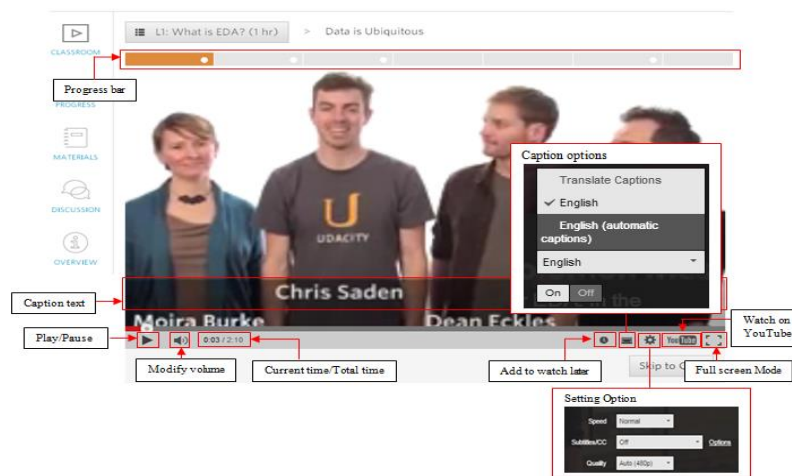 L1: What is EDA? (1 hr) > Data is Ubiquitous
CLASSROOM
Progress bar
PROGRESS
MATERIALS
DISCUSSION
OVERVIEW
UDACITY
Caption options
Translate Captions
✓ English
English (automatic
captions)
English
On Off
Caption text
Chris Saden
in the
Moira Burke
Dean Eckles
Play/Pause
0:03 / 2:10
YouTube
Watch on
YouTube
Modify volume
Current time/Total time
Add to watch later
Skip to
Full screen Mode
Setting Option
Speed Normal
Subtitles/CC Off Options
Quality Auto (480p)